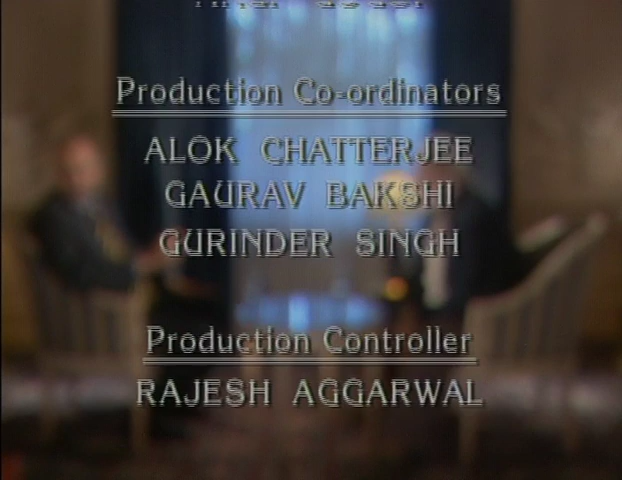 Production Co-ordinators
ALOK CHATTERJEE
GAURAV BAKSHI
GURINDER SINGH
Production Controller
RAJESH AGGARWAL